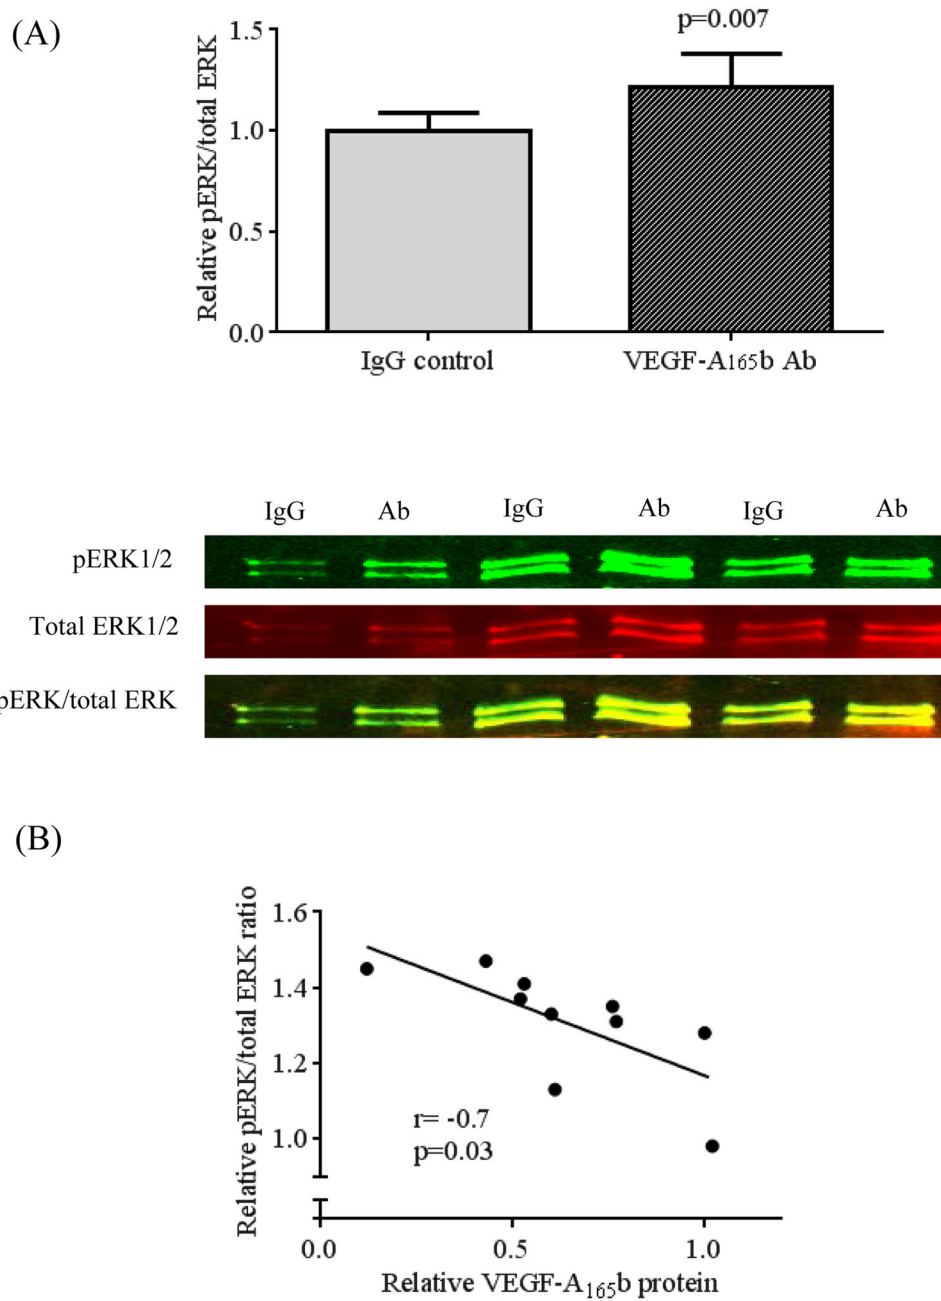 (A)
p=0.007
Relative pERK/total ERK
1.5
1.0
0.5
0.0
IgG control
VEGF-A165b Ab
IgG Ab IgG Ab IgG Ab
pERK1/2
Total ERK1/2
pERK/total ERK
(B)
Relative pERK/total ERK ratio
1.6
1.4
1.2
1.0
r= -0.7
p=0.03
0.0 0.5 1.0
Relative VEGF-A165b protein